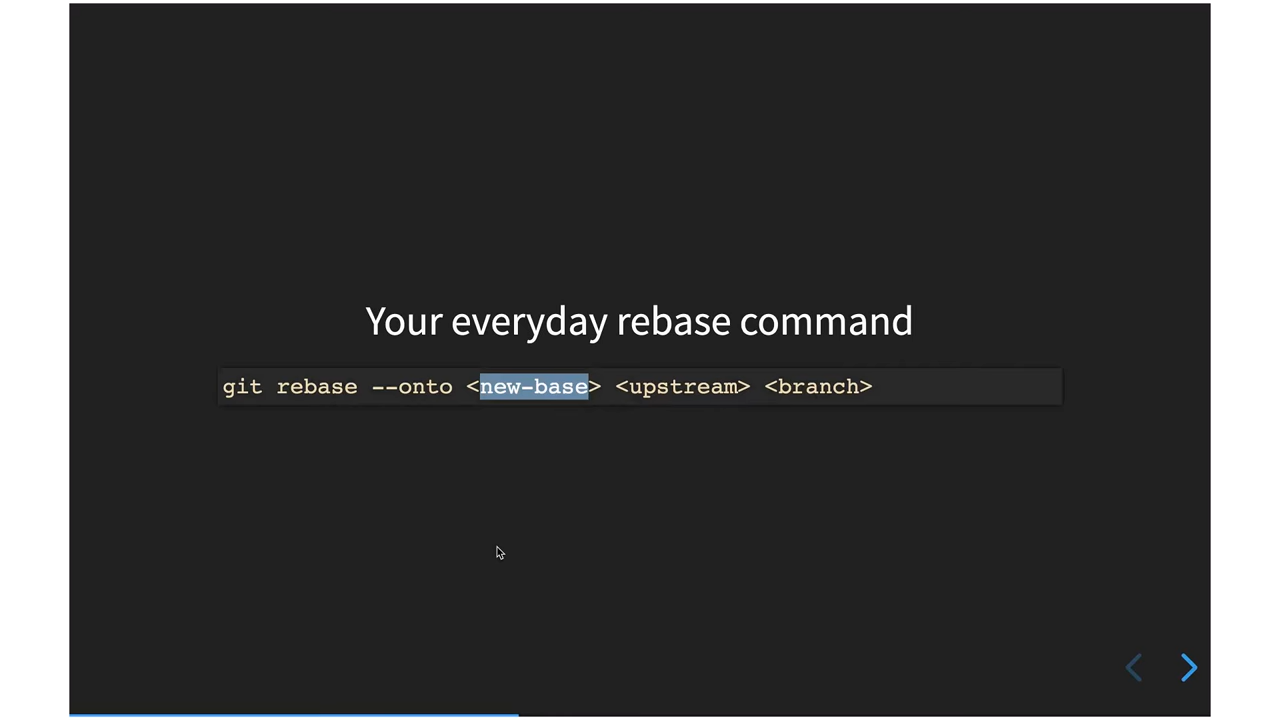 Your everyday rebase command
git rebase --onto <new-base> <upstream> <branch>